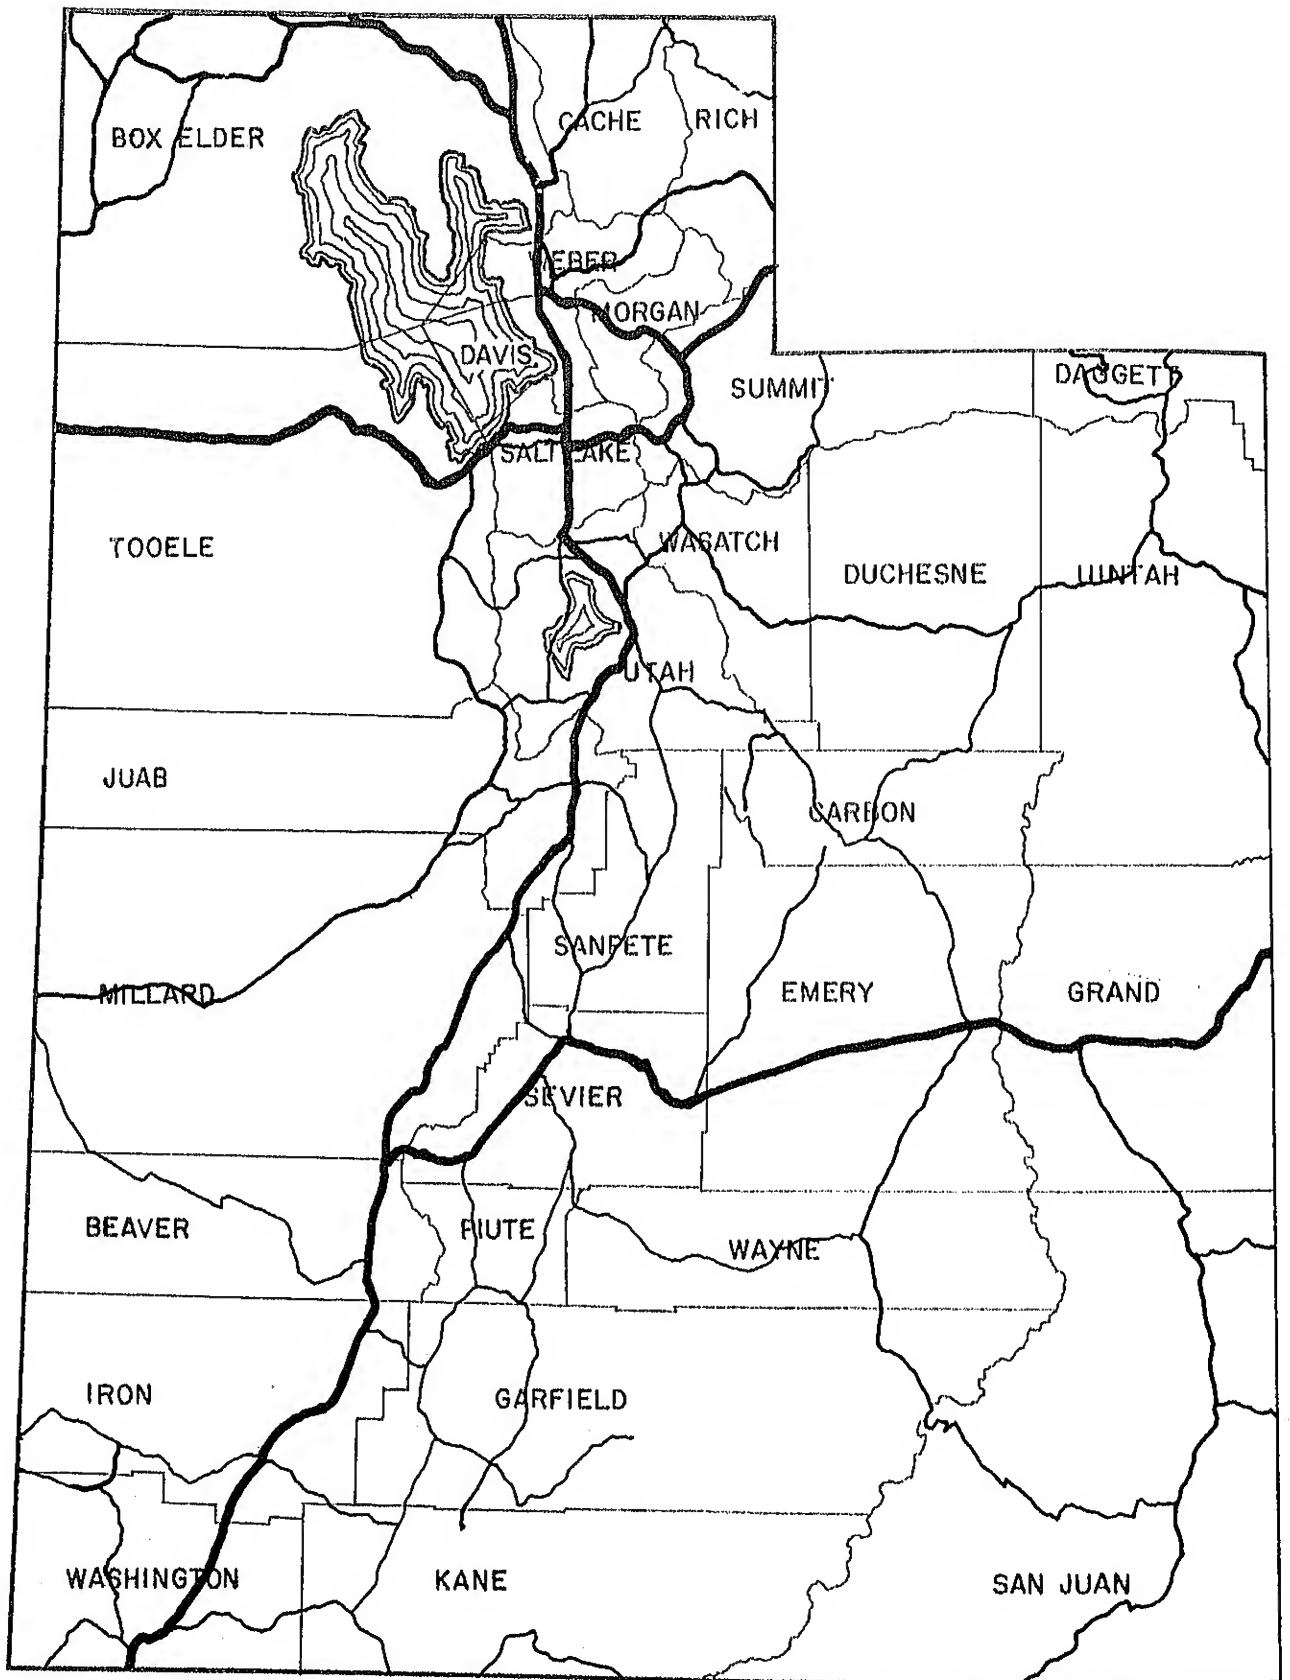 CACHE RICH
BOX ELDER
WEBER
MORGAN
DAVIS
DAGGETT
SUMMIT
SALT LAKE
WASATCH
TOOELE
DUCHESNE UINTAH
UTAH
JUAB
CARBON
SANPETE
MILLARD EMERY GRAND
SEVIER
BEAVER PIUTE
WAYNE
IRON GARFIELD
WASHINGTON KANE SAN JUAN